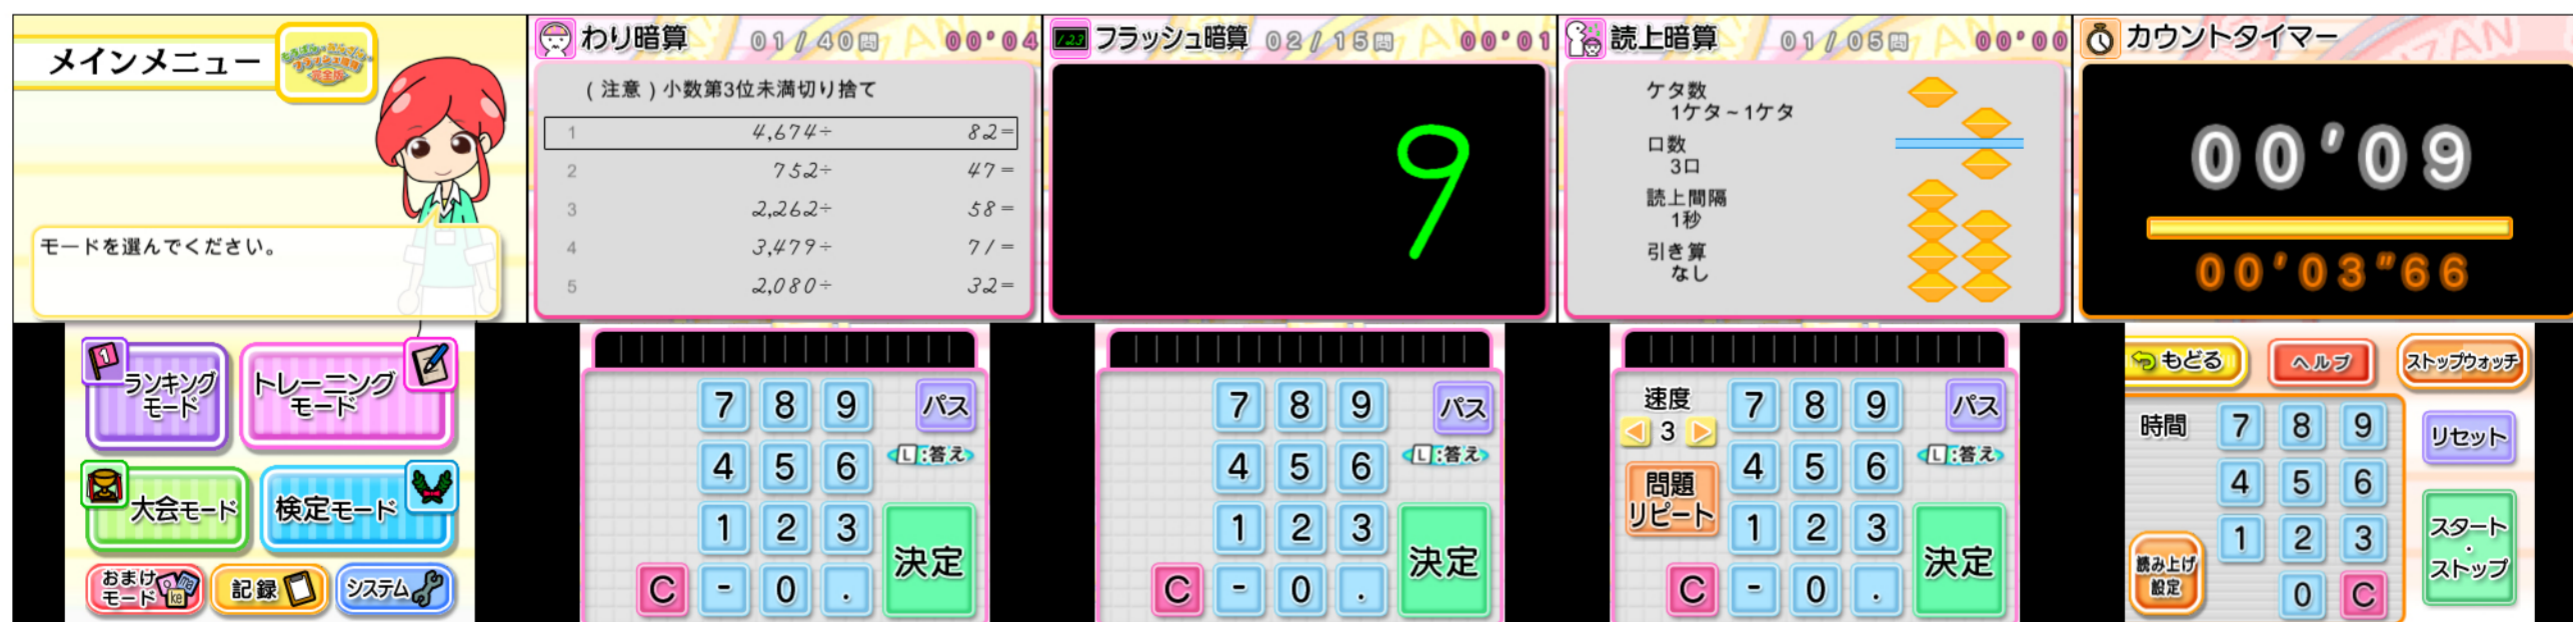 メインメニュー
モードを選んでください。
ランキング
モード
トレーニング
モード
大会モード
検定モード
おまけ
モード
記録
システム
わり暗算
01/40問
00'04
(注意)小数第3位未満切り捨て
1 4,674÷ 82=
2 752÷ 47=
3 2,262÷ 58=
4 3,479÷ 71=
5 2,080÷ 32=
7 8 9 パス
4 5 6 L:答え
1 2 3
C - 0 . 決定
123
フラッシュ暗算
02/15問
00'01
9
7 8 9 パス
4 5 6 L:答え
1 2 3
C - 0 . 決定
読上暗算
01/05問
00'00
ケタ数
1ケタ~1ケタ
口数
3口
読上間隔
1秒
引き算
なし
速度
3
問題
リピート
7 8 9 パス
4 5 6 L:答え
1 2 3
C - 0 . 決定
カウントタイマー
00'09
00'03"66
もどる
ヘルプ
ストップウォッチ
時間
7 8 9
リセット
4 5 6
1 2 3
0 C
読み上げ
設定
スタート
・
ストップ